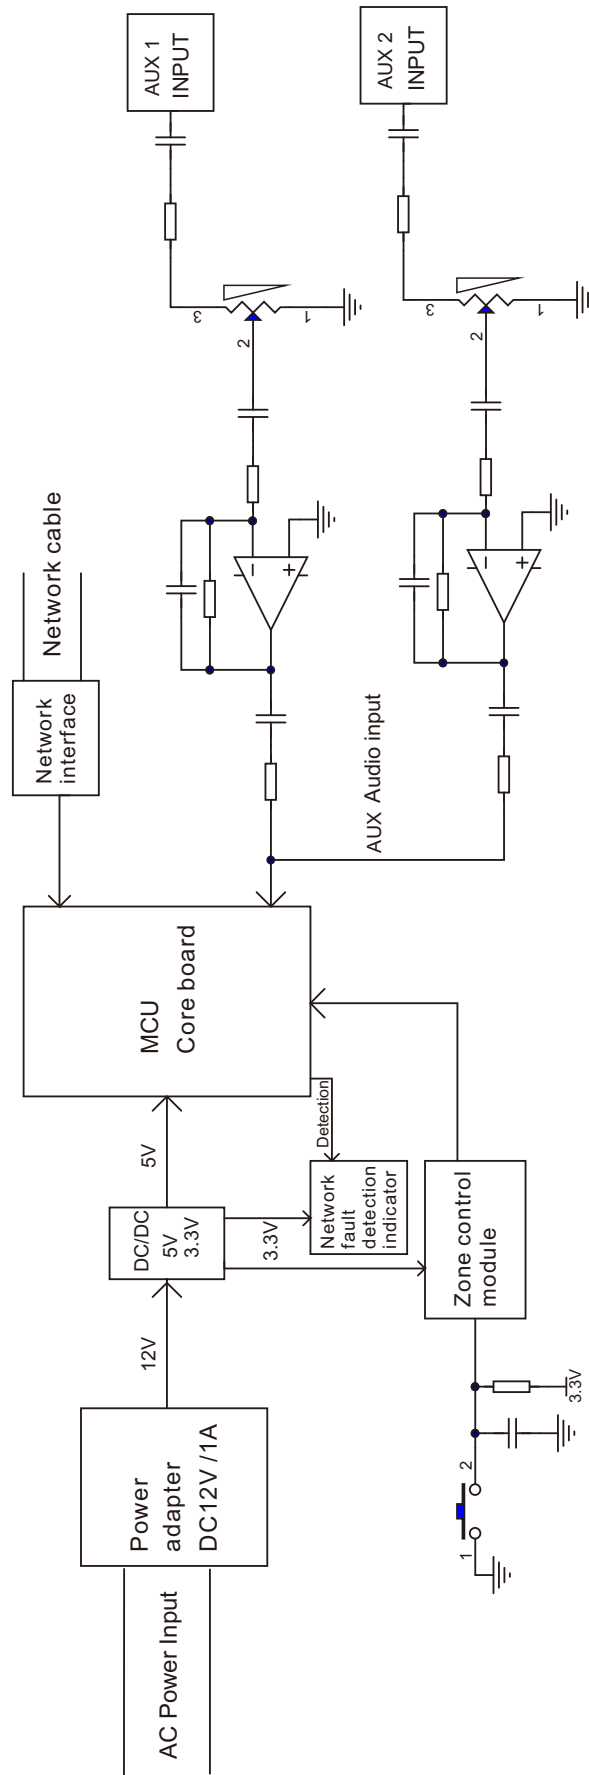 AC Power Input
Power
adapter
DC12V /1A
12V
DC/DC
5V
3.3V
5V
3.3V
MCU
Core board
Detection
Network
fault
detection
indicator
Zone control
module
1
2
3.3V
Network
interface
Network cable
AUX Audio input
AUX 1
INPUT
3
2
1
AUX 2
INPUT
3
2
1
−
+
−
+